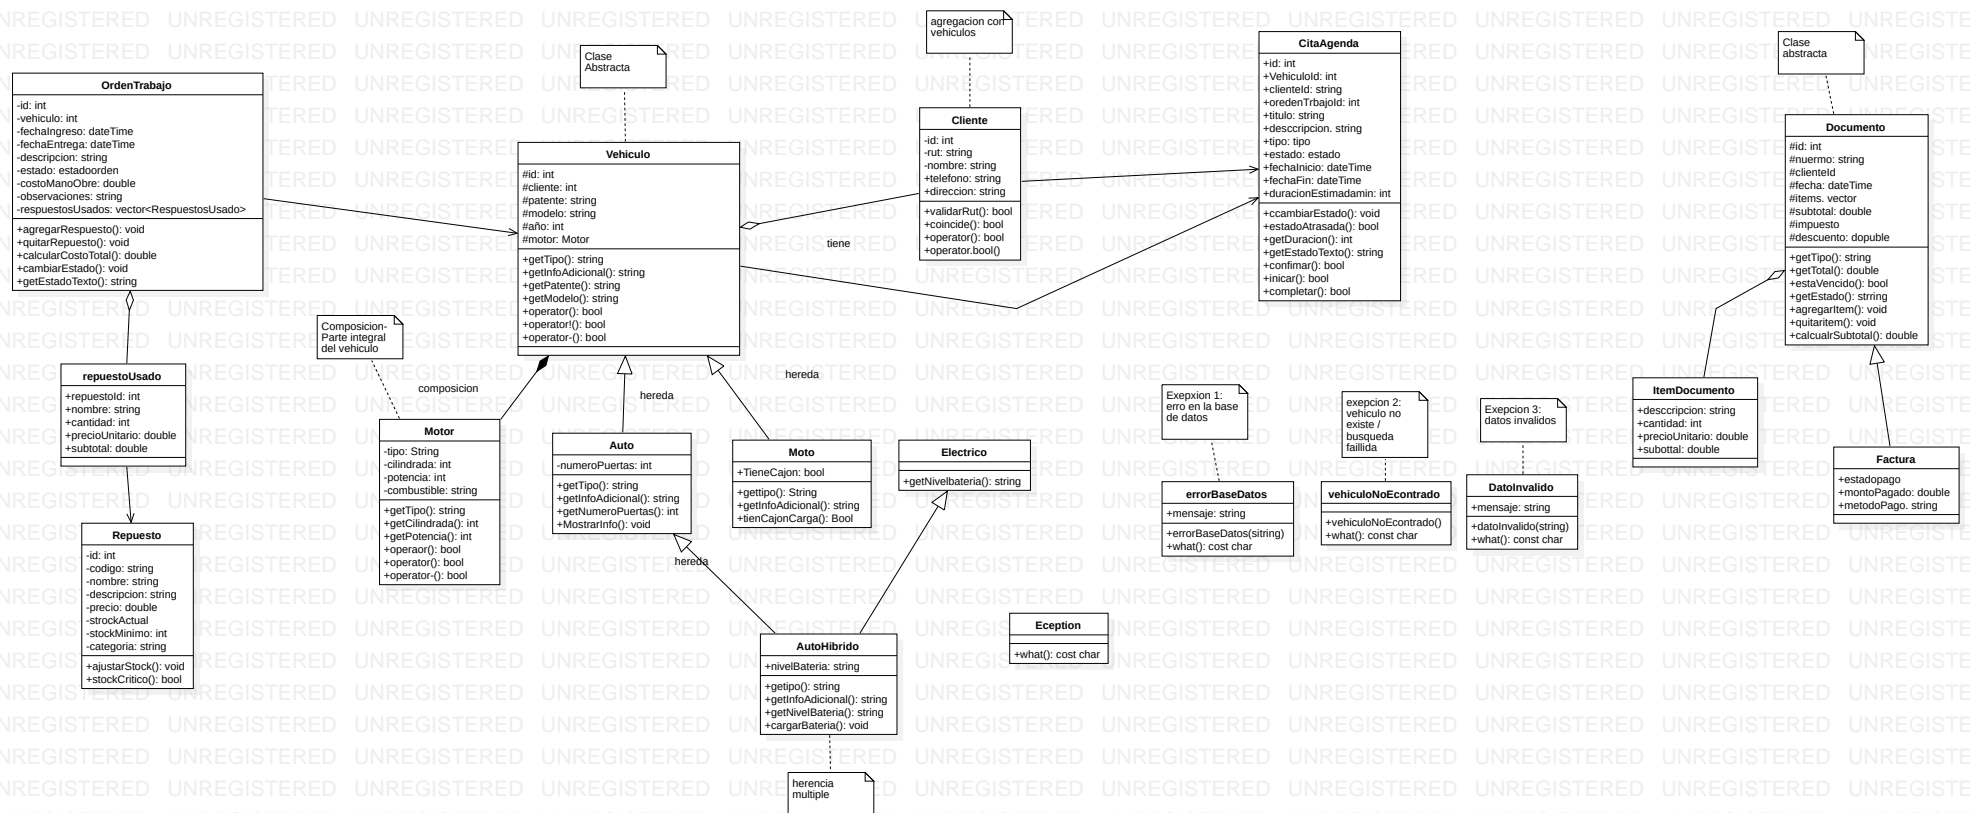 UNREGISTERED
OrdenTrabajo
-id: int
-vehiculo: int
-fechaIngreso: dateTime
-fechaEntrega: dateTime
-descripcion: string
-estado: estadoorden
-costoManoObre: double
-observaciones: string
-respuestosUsados: vector<RespuestosUsado>
+agregarRespuesto(): void
+quitarRepuesto(): void
+calcularCostoTotal(): double
+cambiarEstado(): void
+getEstadoTexto(): string
repuestoUsado
+repuestoId: int
+nombre: string
+cantidad: int
+precioUnitario: double
+subtotal: double
Repuesto
-id: int
-codigo: string
-nombre: string
-descripcion: string
-precio: double
-strockActual
-stockMinimo: int
-categoria: string
+ajustarStock(): void
+stockCritico(): bool
Clase
Abstracta
Vehiculo
#id: int
#cliente: int
#patente: string
#modelo: string
#año: int
#motor: Motor
+getTipo(): string
+getInfoAdicional(): string
+getPatente(): string
+getModelo(): string
+operator(): bool
+operator!(): bool
+operator-(): bool
Composicion-
Parte integral
del vehiculo
composicion
hereda
hereda
Motor
-tipo: String
-cilindrada: int
-potencia: int
-combustible: string
+getTipo(): string
+getCilindrada(): int
+getPotencia(): int
+operaor(): bool
+operator(): bool
+operator-(): bool
Auto
-numeroPuertas: int
+getTipo(): string
+getInfoAdicional(): string
+getNumeroPuertas(): int
+MostrarInfo(): void
hereda
Moto
+TieneCajon: bool
+gettipo(): String
+getInfoAdicional(): string
+tienCajonCarga(): Bool
Electrico
+getNivelbateria(): string
AutoHibrido
+nivelBateria: string
+getipo(): string
+getInfoAdicional(): string
+getNivelBateria(): string
+cargarBateria(): void
herencia
multiple
agregacion con
vehiculos
Cliente
-id: int
-rut: string
-nombre: string
+telefono: string
+direccion: string
+validarRut(): bool
+coincide(): bool
+operator(): bool
+operator.bool()
tiene
CitaAgenda
+id: int
+VehiculoId: int
+clienteId: string
+oredenTrbajoId: int
+titulo: string
+desccripcion. string
+tipo: tipo
+estado: estado
+fechaInicio: dateTime
+fechaFin: dateTime
+duracionEstimadamin: int
+ccambiarEstado(): void
+estadoAtrasada(): bool
+getDuracion(): int
+getEstadoTexto(): string
+confimar(): bool
+inicar(): bool
+completar(): bool
Exepxion 1:
erro en la base
de datos
errorBaseDatos
+mensaje: string
+errorBaseDatos(sitring)
+what(): cost char
exepcion 2:
vehiculo no
existe /
busqueda
faillida
vehiculoNoEcontrado
+vehiculoNoEcontrado()
+what(): const char
Exepcion 3:
datos invalidos
DatoInvalido
+mensaje: string
+datoInvalido(string)
+what(): const char
Eception
+what(): cost char
Clase
abstracta
Documento
#id: int
#nuermo: string
#clienteId
#fecha: dateTime
#items. vector
#subtotal: double
#impuesto
#descuento: dopuble
+getTipo(): string
+getTotal(): double
+estaVencido(): bool
+getEstado(): strring
+agregarItem(): void
+quitaritem(): void
+calcualrSubtotal(): double
ItemDocumento
+desccripcion: string
+cantidad: int
+precioUnitario: double
+subottal: double
Factura
+estadopago
+montoPagado: double
+metodoPago. string